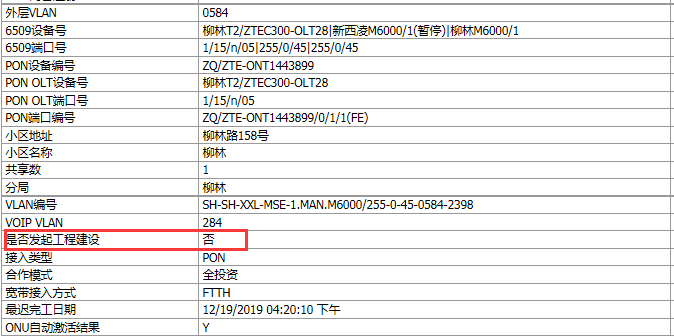 外层VLAN 0584
6509设备号 柳林T2/ZTEC300-OLT28|新西凌M6000/1(暂停)|柳林M6000/1
6509端口号 1/15/n/05|255/0/45|255/0/45
PON设备编号 ZQ/ZTE-ONT1443899
PON OLT设备号 柳林T2/ZTEC300-OLT28
PON OLT端口号 1/15/n/05
PON端口编号 ZQ/ZTE-ONT1443899/0/1/1(FE)
小区地址 柳林路158号
小区名称 柳林
共享数 1
分局 柳林
VLAN编号 SH-SH-XXL-MSE-1.MAN.M6000/255-0-45-0584-2398
VOIP VLAN 284
是否发起工程建设 否
接入类型 PON
合作模式 全投资
宽带接入方式 FTTH
最迟完工日期 12/19/2019 04:20:10 下午
ONU自动激活结果 Y